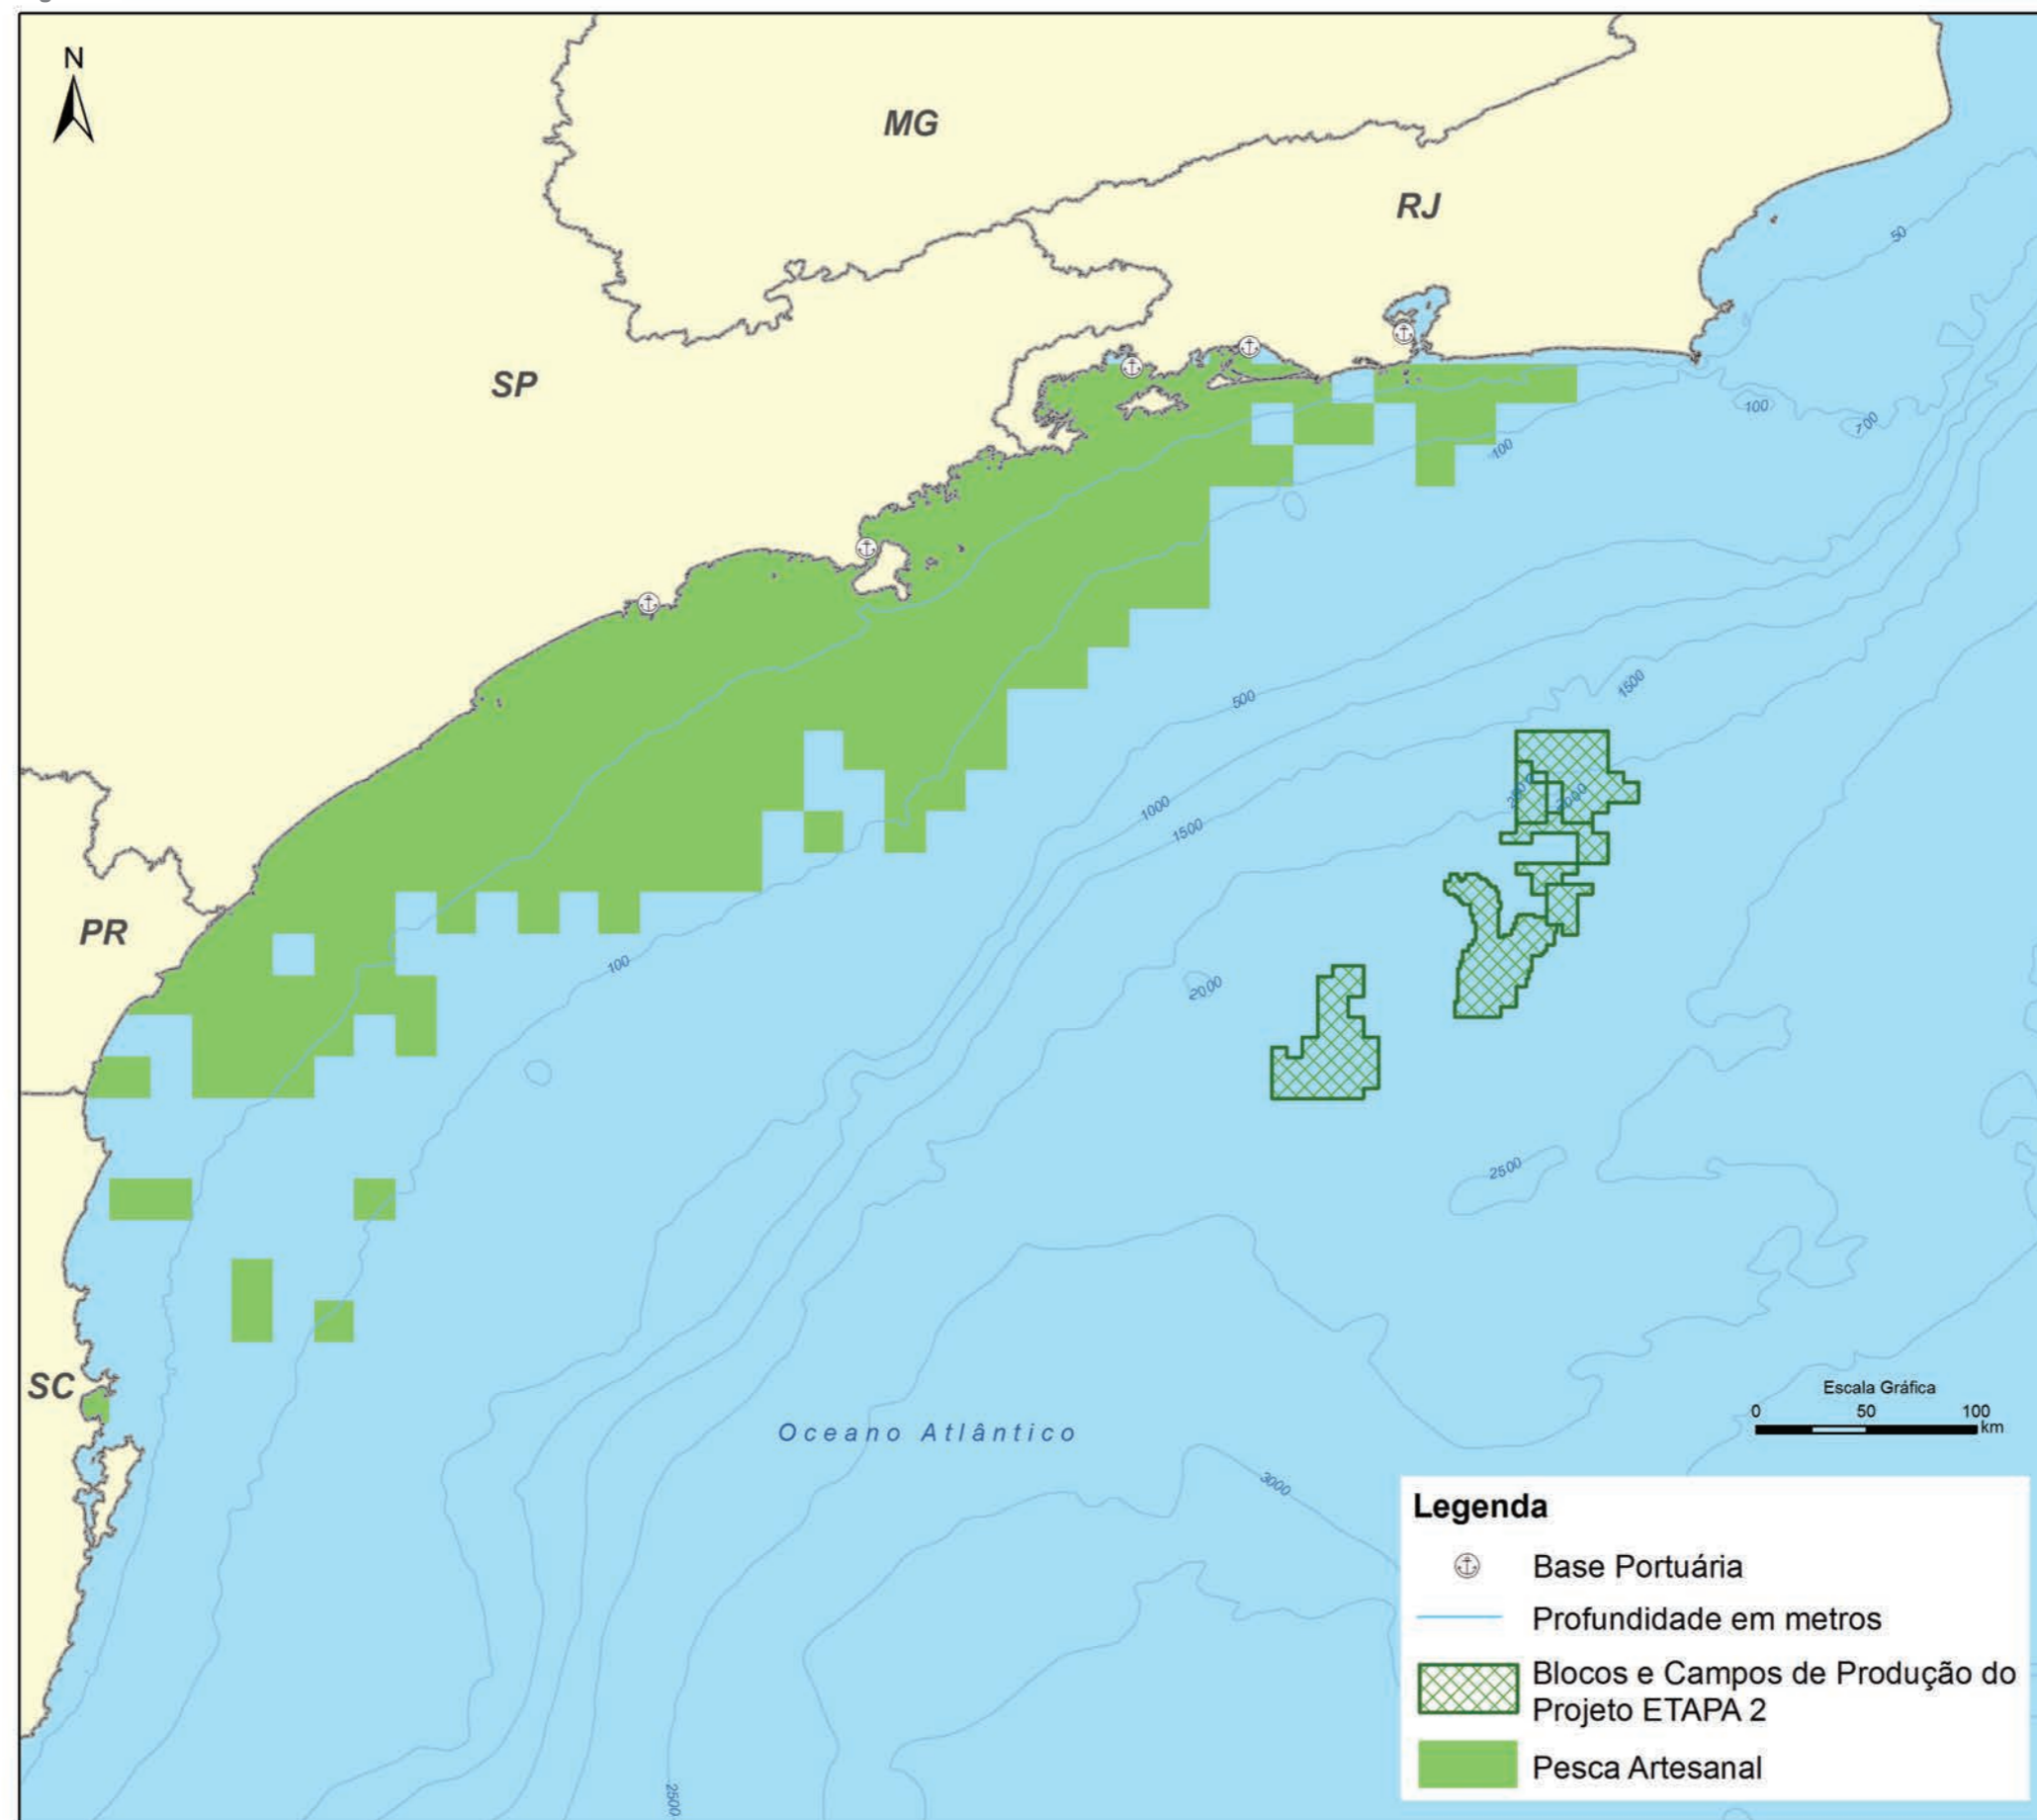 N
MG
RJ
50
SP
100
700
100
500
1500
1000
2000
1500
PR
100
2000
2500
SC
Escala Gráfica
0 50 100
km
Oceano Atlântico
3000
Legenda
Base Portuária
Profundidade em metros
Blocos e Campos de Produção do
Projeto ETAPA 2
Pesca Artesanal
2500